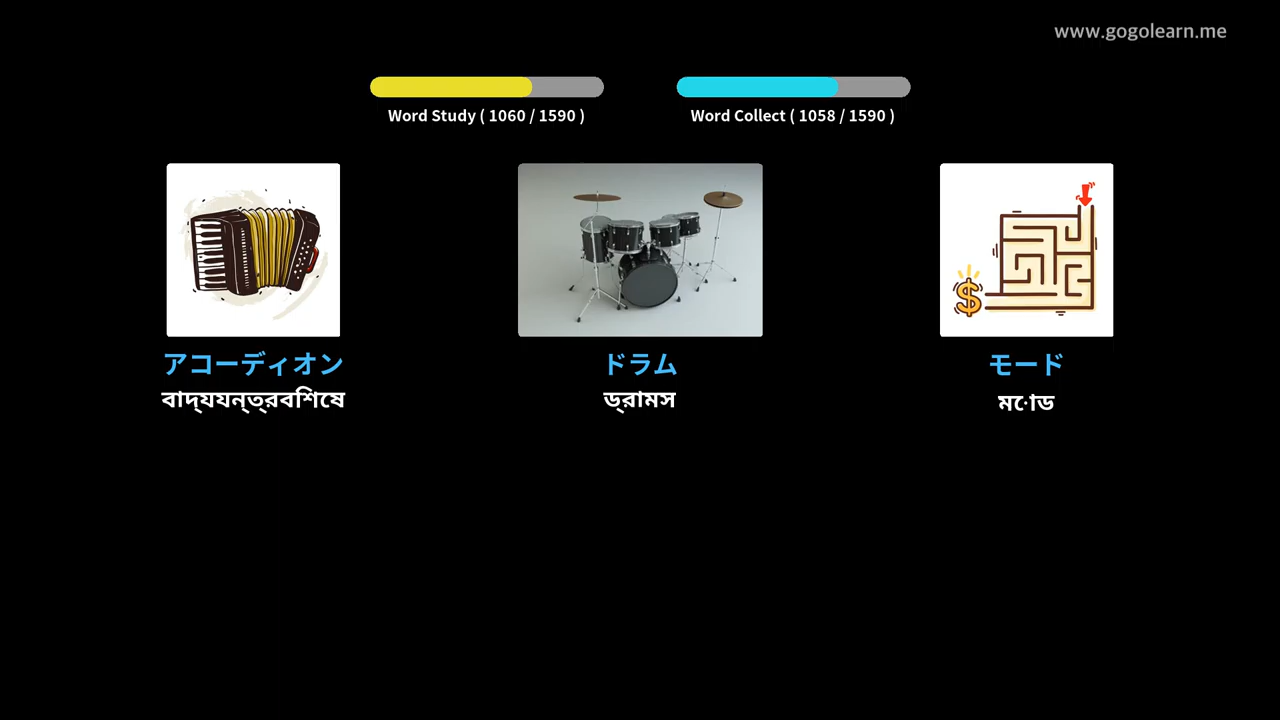 www.gogolearn.me
Word Study ( 1060 / 1590 )
Word Collect ( 1058 / 1590 )
アコーディオン
ドラム
モード
বাদ্যযন্ত্রবিশেষ
ড্রামস
মোড